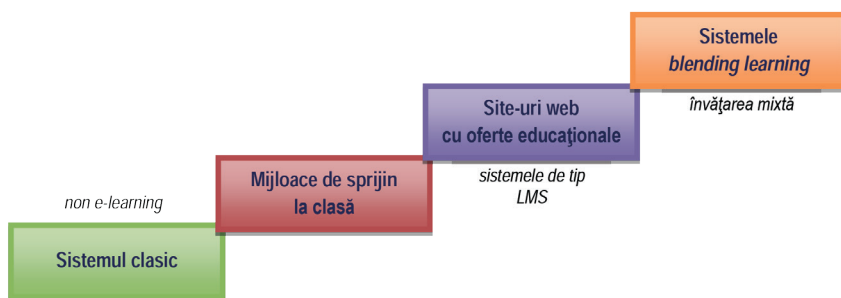 Sistemele
blending learning
învăţarea mixtă
Site-uri web
cu oferte educaţionale
sistemele de tip
LMS
Mijloace de sprijin
la clasă
non e-learning
Sistemul clasic